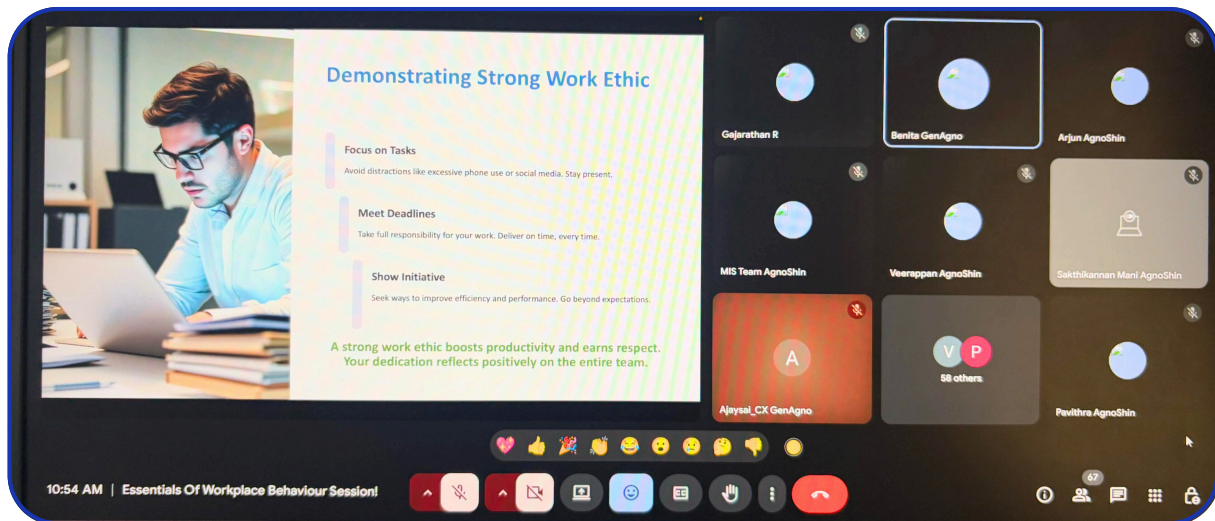 Demonstrating Strong Work Ethic
Focus on Tasks
Avoid distractions like excessive phone use or social media. Stay present.
Meet Deadlines
Take full responsibility for your work. Deliver on time, every time.
Show Initiative
Seek ways to improve efficiency and performance. Go beyond expectations.
A strong work ethic boosts productivity and earns respect.
Your dedication reflects positively on the entire team.
Gajarathan R
Benita GenAgno
Arjun AgnoShin
MIS Team AgnoShin
Veerappan AgnoShin
Sakthikannan Mani AgnoShin
A
Ajaysai_CX GenAgno
V P
58 others
Pavithra AgnoShin
10:54 AM | Essentials Of Workplace Behaviour Session!
CC
67